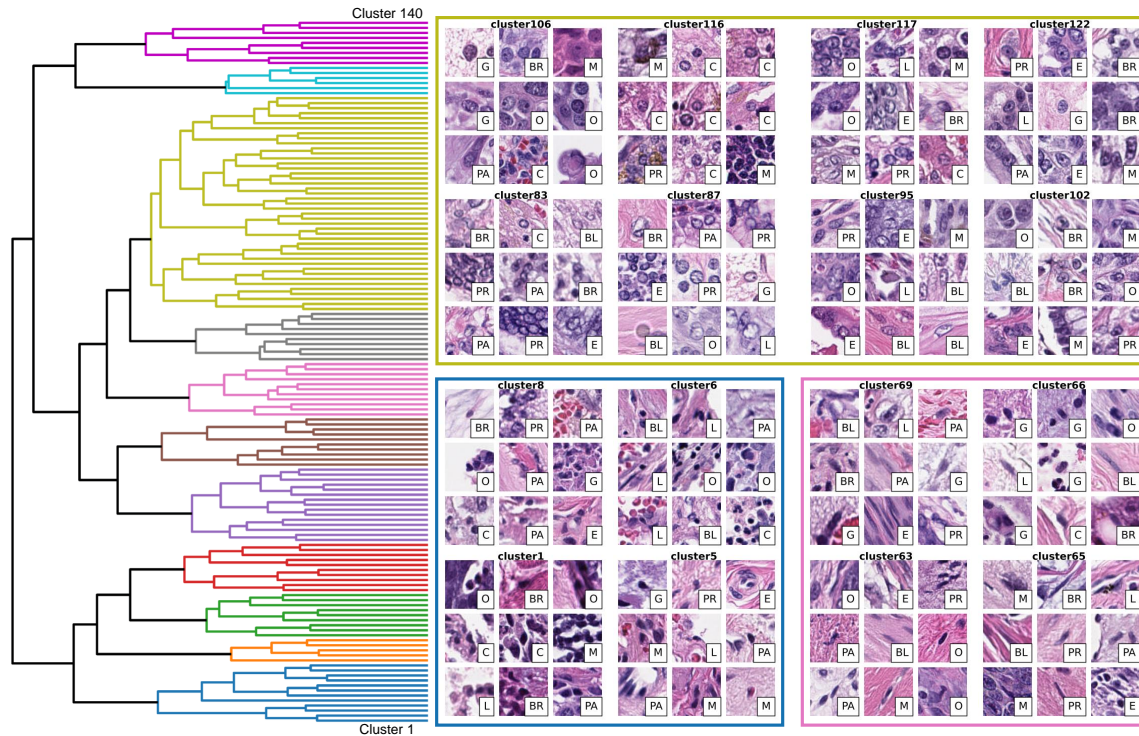 Cluster 140
cluster106 cluster116 cluster117 cluster122
G BR M M C C O L M PR E BR
G O O C C C O E BR L G BR
PA C O PR C M M PR C PA E M
cluster83 cluster87 cluster95 cluster102
BR C BL BR PA PR PR E M O BR M
PR PA BR E PR G O L BL BL BR O
PA PR E BL O L E BL BL E M PR
cluster8 cluster6 cluster69 cluster66
BR PR PA BL L PA BL L PA G G O
O PA G L O O BR PA G L G BL
C PA E L BL C G E PR G C BR
cluster1 cluster5 cluster63 cluster65
O BR O G PR E O E PR M BR L
C C M M L PA PA BL O BL PR PA
L BR PA PA M M PA M O M PR E
Cluster 1